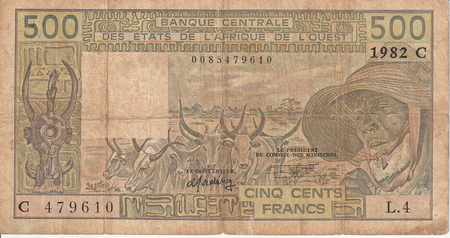 500 BANQUE CENTRALE 500
DES ETATS DE L'AFRIQUE DE L'OUEST
1982 C
0085479610
LE PRÉSIDENT
DU CONSEIL DES MINISTRES,
LE GOUVERNEUR,
CINQ CENTS
FRANCS
C 479610
L.4